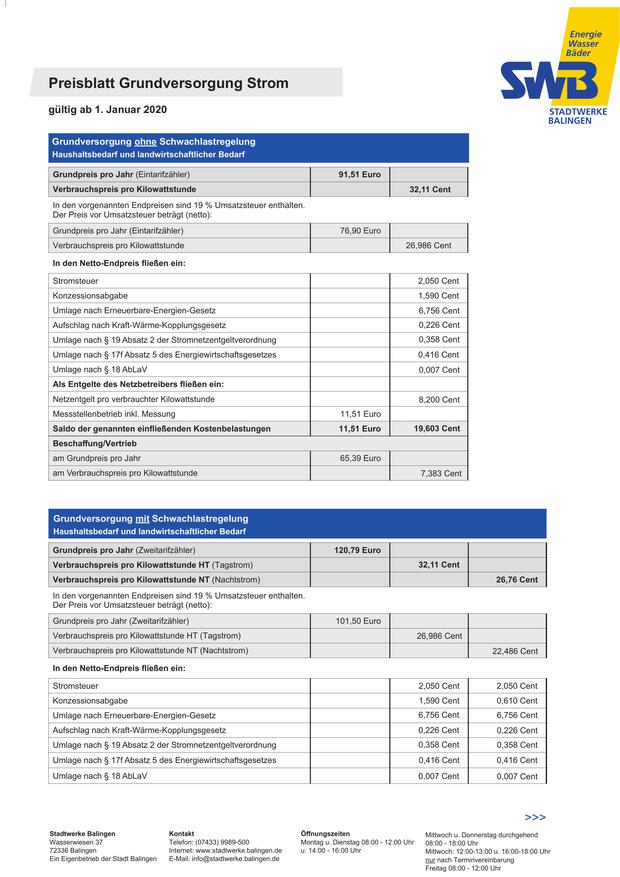 Energie
Wasser
Bäder
SWB
STADTWERKE
BALINGEN
Preisblatt Grundversorgung Strom
gültig ab 1. Januar 2020
Grundversorgung ohne Schwachlastregelung
Haushaltsbedarf und landwirtschaftlicher Bedarf
Grundpreis pro Jahr (Eintarifzähler) 91,51 Euro
Verbrauchspreis pro Kilowattstunde 32,11 Cent
In den vorgenannten Endpreisen sind 19 % Umsatzsteuer enthalten.
Der Preis vor Umsatzsteuer beträgt (netto):
Grundpreis pro Jahr (Eintarifzähler) 76,90 Euro
Verbrauchspreis pro Kilowattstunde 26,986 Cent
In den Netto-Endpreis fließen ein:
Stromsteuer 2,050 Cent
Konzessionsabgabe 1,590 Cent
Umlage nach Erneuerbare-Energien-Gesetz 6,756 Cent
Aufschlag nach Kraft-Wärme-Kopplungsgesetz 0,226 Cent
Umlage nach § 19 Absatz 2 der Stromnetzentgeltverordnung 0,358 Cent
Umlage nach § 17f Absatz 5 des Energiewirtschaftsgesetzes 0,416 Cent
Umlage nach § 18 AbLaV 0,007 Cent
Als Entgelte des Netzbetreibers fließen ein:
Netzentgelt pro verbrauchter Kilowattstunde 8,200 Cent
Messstellenbetrieb inkl. Messung 11,51 Euro
Saldo der genannten einfließenden Kostenbelastungen 11,51 Euro 19,603 Cent
Beschaffung/Vertrieb
am Grundpreis pro Jahr 65,39 Euro
am Verbrauchspreis pro Kilowattstunde 7,383 Cent
Grundversorgung mit Schwachlastregelung
Haushaltsbedarf und landwirtschaftlicher Bedarf
Grundpreis pro Jahr (Zweitarifzähler) 120,79 Euro
Verbrauchspreis pro Kilowattstunde HT (Tagstrom) 32,11 Cent
Verbrauchspreis pro Kilowattstunde NT (Nachtstrom) 26,76 Cent
In den vorgenannten Endpreisen sind 19 % Umsatzsteuer enthalten.
Der Preis vor Umsatzsteuer beträgt (netto):
Grundpreis pro Jahr (Zweitarifzähler) 101,50 Euro
Verbrauchspreis pro Kilowattstunde HT (Tagstrom) 26,986 Cent
Verbrauchspreis pro Kilowattstunde NT (Nachtstrom) 22,486 Cent
In den Netto-Endpreis fließen ein:
Stromsteuer 2,050 Cent 2,050 Cent
Konzessionsabgabe 1,590 Cent 0,610 Cent
Umlage nach Erneuerbare-Energien-Gesetz 6,756 Cent 6,756 Cent
Aufschlag nach Kraft-Wärme-Kopplungsgesetz 0,226 Cent 0,226 Cent
Umlage nach § 19 Absatz 2 der Stromnetzentgeltverordnung 0,358 Cent 0,358 Cent
Umlage nach § 17f Absatz 5 des Energiewirtschaftsgesetzes 0,416 Cent 0,416 Cent
Umlage nach § 18 AbLaV 0,007 Cent 0,007 Cent
>>>
Stadtwerke Balingen
Wasserwiesen 37
72336 Balingen
Ein Eigenbetrieb der Stadt Balingen
Kontakt
Telefon: (07433) 9989-500
Internet: www.stadtwerke.balingen.de
E-Mail: info@stadtwerke.balingen.de
Öffnungszeiten
Montag u. Dienstag 08:00 - 12:00 Uhr
u. 14:00 - 16:00 Uhr
Mittwoch u. Donnerstag durchgehend
08:00 - 18:00 Uhr
Mittwoch: 12:00-13:00 u. 16:00-18:00 Uhr
nur nach Terminvereinbarung
Freitag 08:00 - 12:00 Uhr